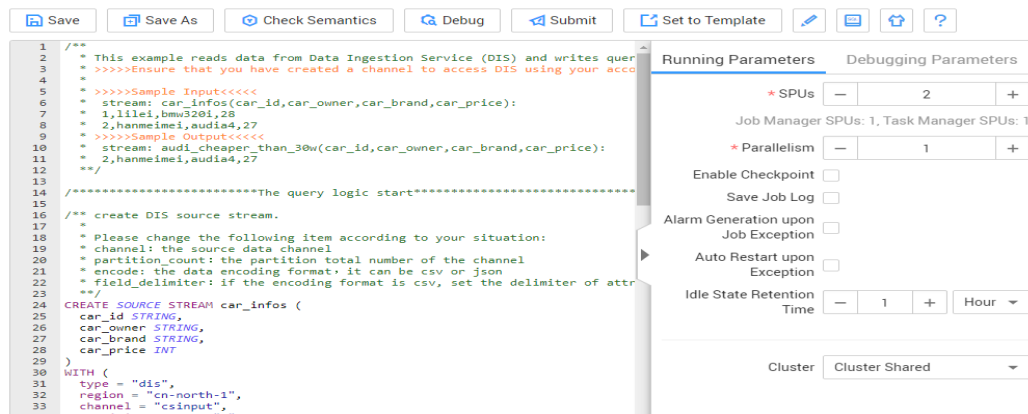 Save Save As Check Semantics Debug Submit Set to Template ?
Running Parameters Debugging Parameters
1 /**
2 * This example reads data from Data Ingestion Service (DIS) and writes quer
3 * >>>>>Ensure that you have created a channel to access DIS using your acco
4 *
5 * >>>>>Sample Input<<<<<
6 * stream: car_infos(car_id,car_owner,car_brand,car_price):
7 * 1,lilei,bmw320i,28
8 * 2,hanmeimei,audia4,27
9 * >>>>>Sample Output<<<<<
10 * stream: audi_cheaper_than_30w(car_id,car_owner,car_brand,car_price):
11 * 2,hanmeimei,audia4,27
12 **/
13
14 /**************************The query logic start*******************************
15
16 /** create DIS source stream.
17 *
18 * Please change the following item according to your situation:
19 * channel: the source data channel
20 * partition_count: the partition total number of the channel
21 * encode: the data encoding format, it can be csv or json
22 * field_delimiter: if the encoding format is csv, set the delimiter of attr
23 **/
24 CREATE SOURCE STREAM car_infos (
25 car_id STRING,
26 car_owner STRING,
27 car_brand STRING,
28 car_price INT
29 )
30 WITH (
31 type = "dis",
32 region = "cn-north-1",
33 channel = "csinput",
* SPUs — 2 +
Job Manager SPUs: 1, Task Manager SPUs: 1
* Parallelism — 1 +
Enable Checkpoint
Save Job Log
Alarm Generation upon
Job Exception
Auto Restart upon
Exception
Idle State Retention
Time — 1 + Hour
Cluster Cluster Shared